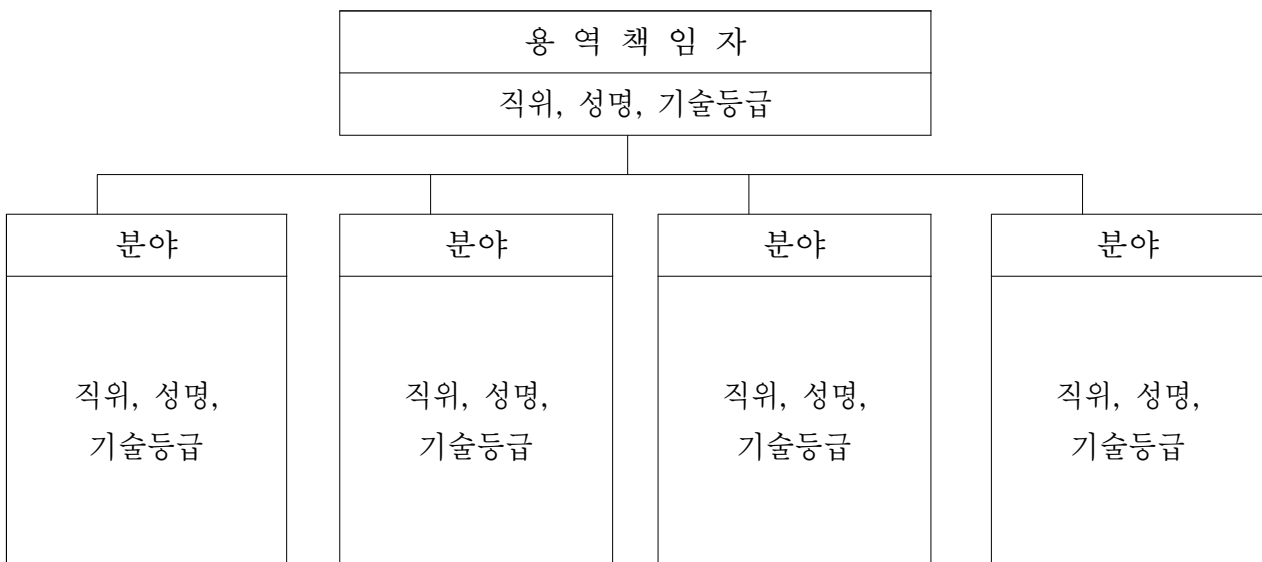 용 역 책 임 자
직위, 성명, 기술등급
분야
직위, 성명,
기술등급
분야
직위, 성명,
기술등급
분야
직위, 성명,
기술등급
분야
직위, 성명,
기술등급